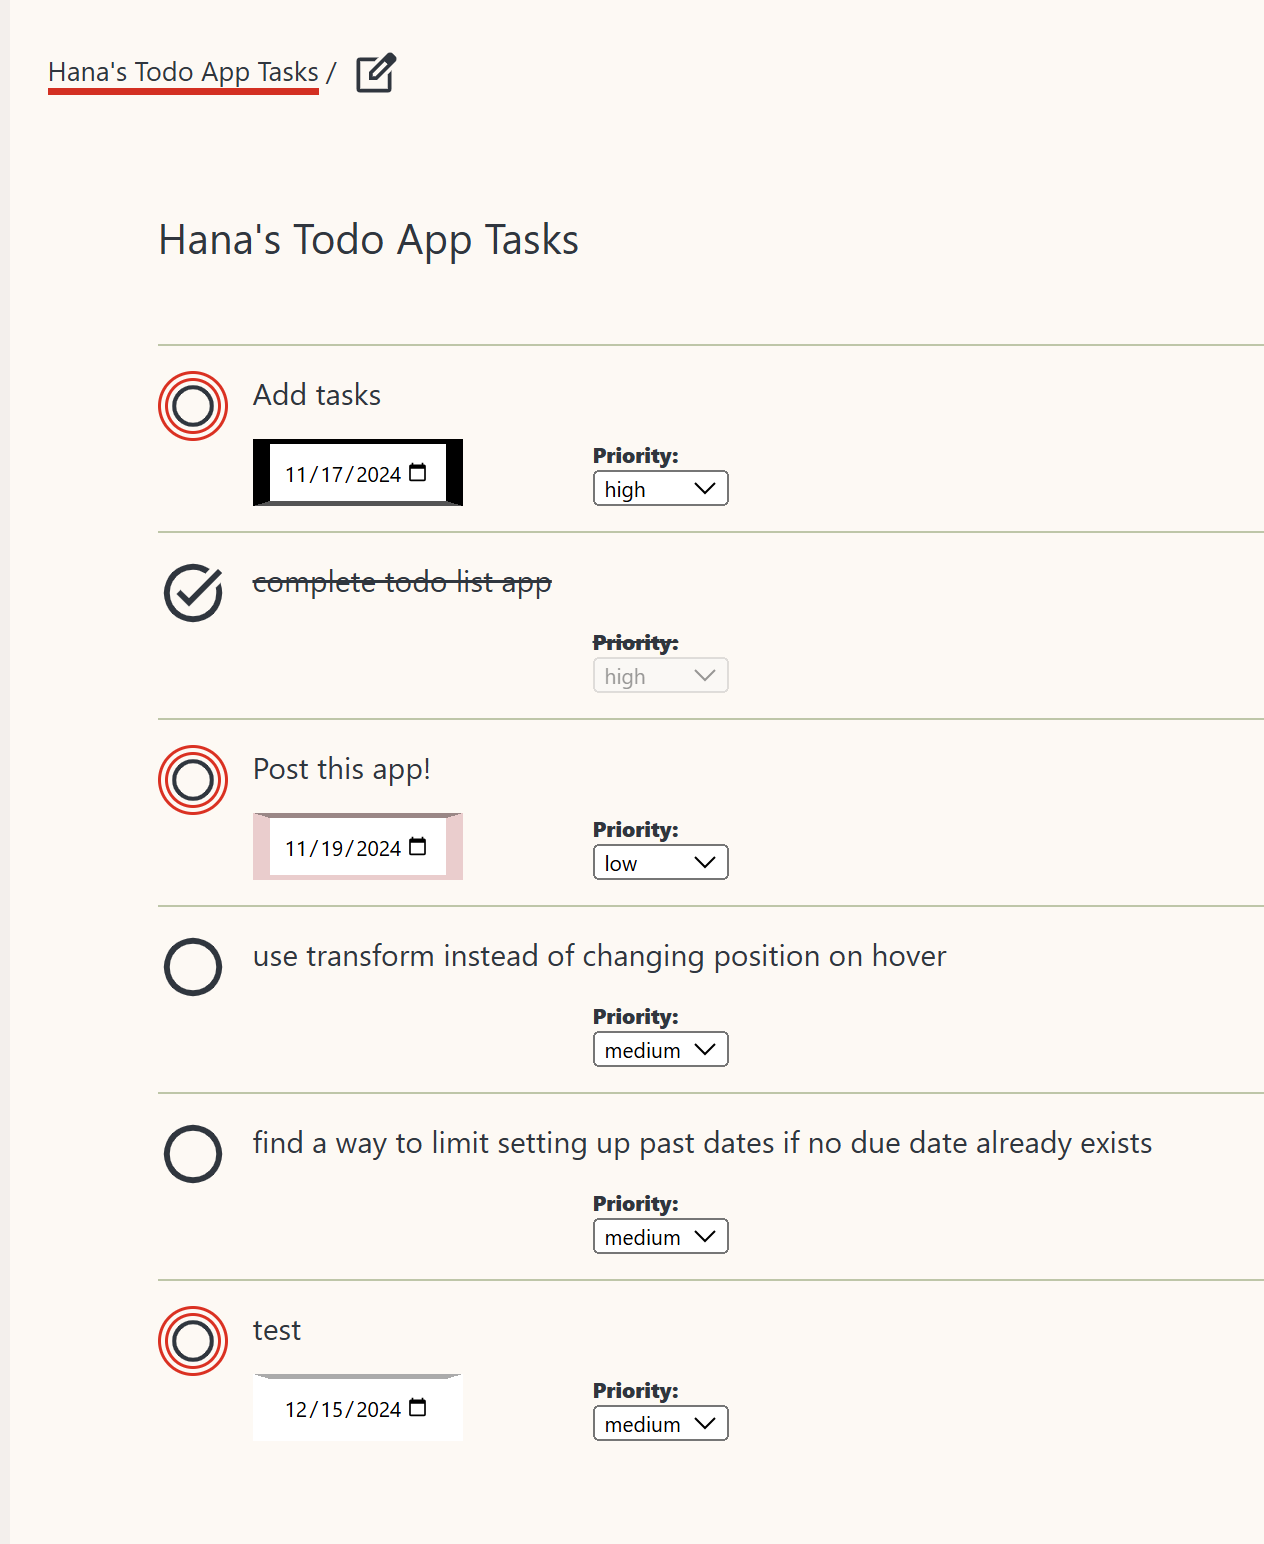 Hana's Todo App Tasks /
Hana's Todo App Tasks
Add tasks
Priority:
11/17/2024
high
complete todo list app
Priority:
high
Post this app!
Priority:
11/19/2024
low
use transform instead of changing position on hover
Priority:
medium
find a way to limit setting up past dates if no due date already exists
Priority:
medium
test
Priority:
12/15/2024
medium